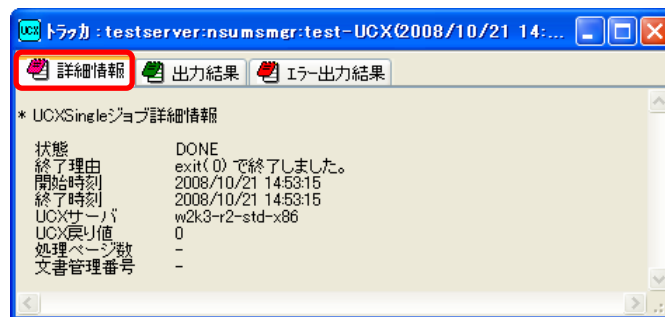 UCX トラッカ : testserver:nsumsmgr:test-UCX(2008/10/21 14:...
詳細情報 出力結果 エラー出力結果
* UCXSingleジョブ詳細情報
状態 DONE
終了理由 exit( 0) で終了しました。
開始時刻 2008/10/21 14:53:15
終了時刻 2008/10/21 14:53:15
UCXサーバ w2k3-r2-std-x86
UCX戻り値 0
処理ページ数 -
文書管理番号 -